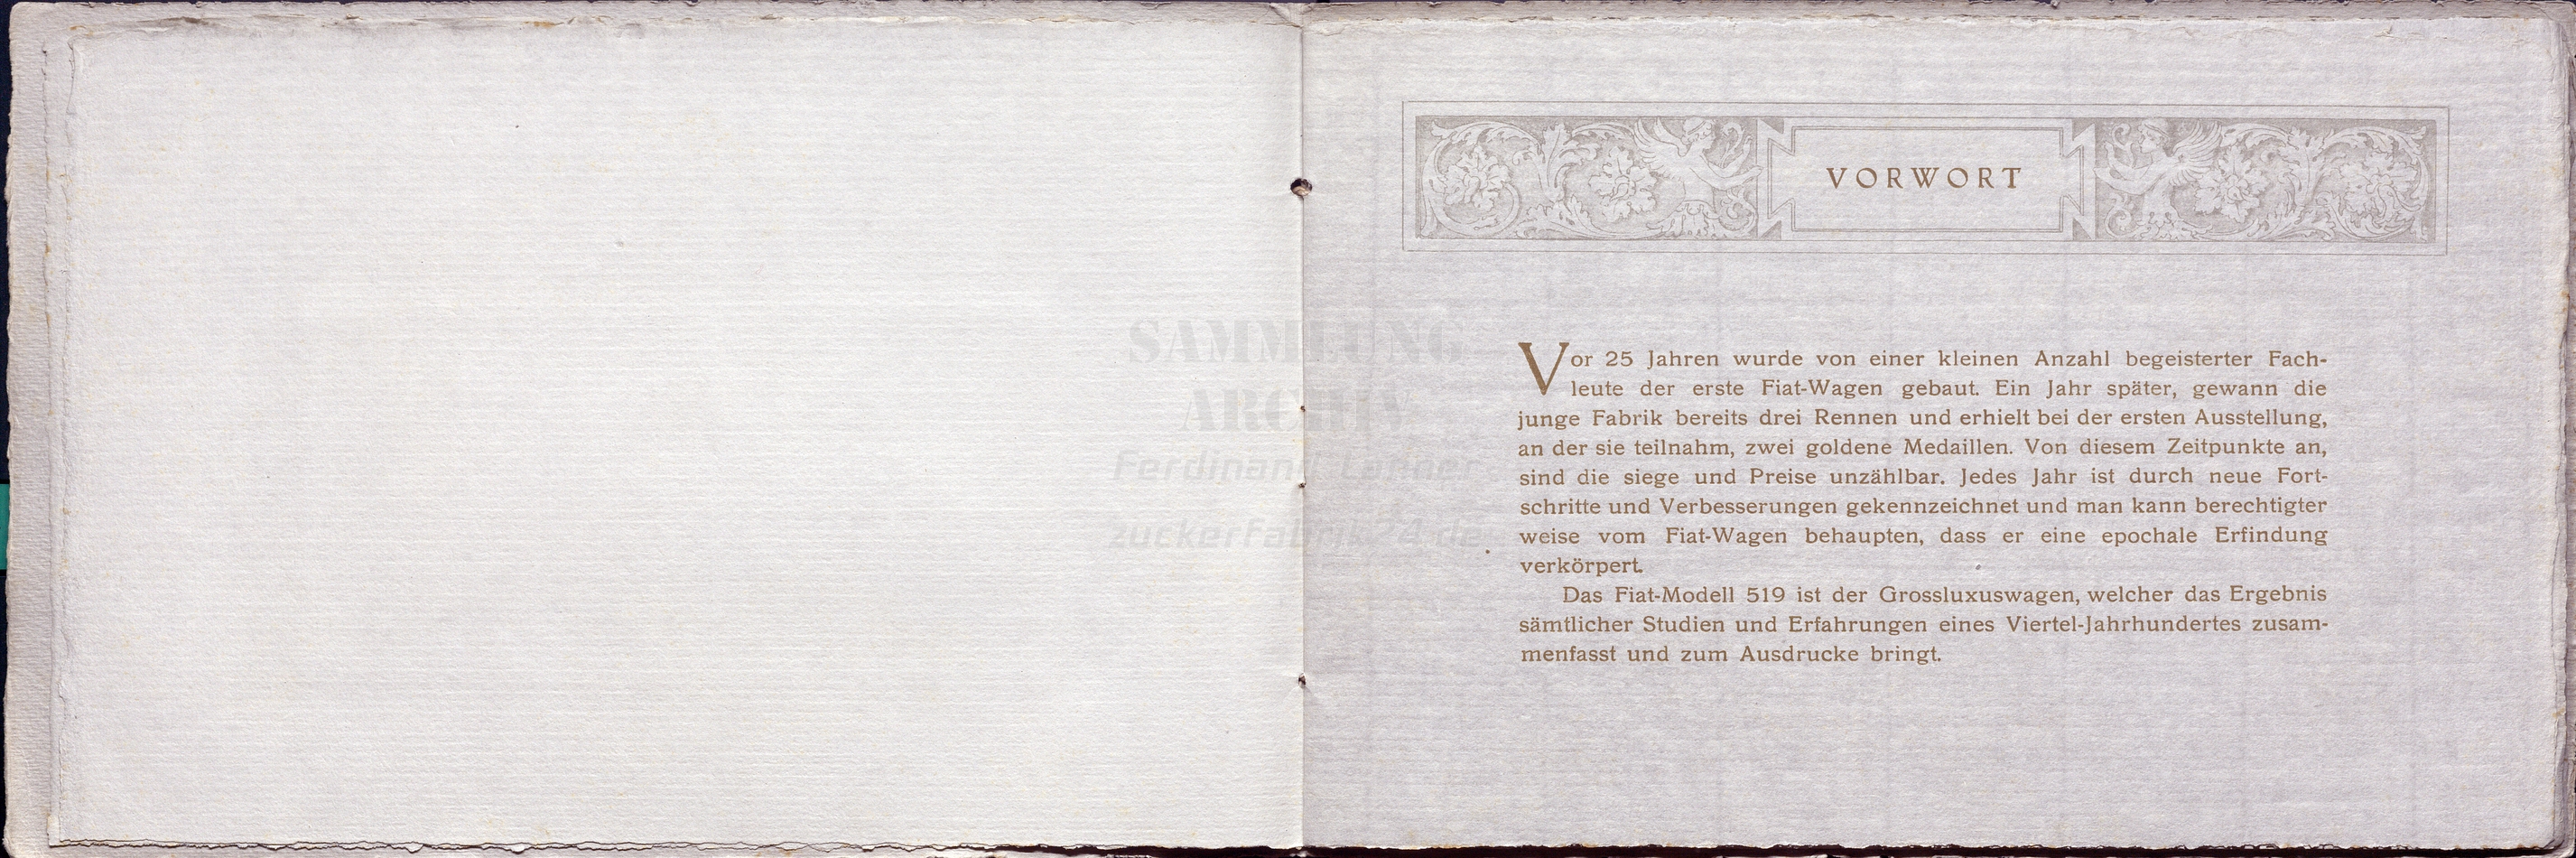 VORWORT
Vor 25 Jahren wurde von einer kleinen Anzahl begeisterter Fach-
leute der erste Fiat-Wagen gebaut. Ein Jahr später, gewann die
junge Fabrik bereits drei Rennen und erhielt bei der ersten Ausstellung,
an der sie teilnahm, zwei goldene Medaillen. Von diesem Zeitpunkte an,
sind die siege und Preise unzählbar. Jedes Jahr ist durch neue Fort-
schritte und Verbesserungen gekennzeichnet und man kann berechtigter
weise vom Fiat-Wagen behaupten, dass er eine epochale Erfindung
verkörpert.
Das Fiat-Modell 519 ist der Grossluxuswagen, welcher das Ergebnis
sämtlicher Studien und Erfahrungen eines Viertel-Jahrhundertes zusam-
menfasst und zum Ausdrucke bringt.
SAMMLUNG
ARCHIV
Ferdinand Lanner
zuckerfabrik24.de